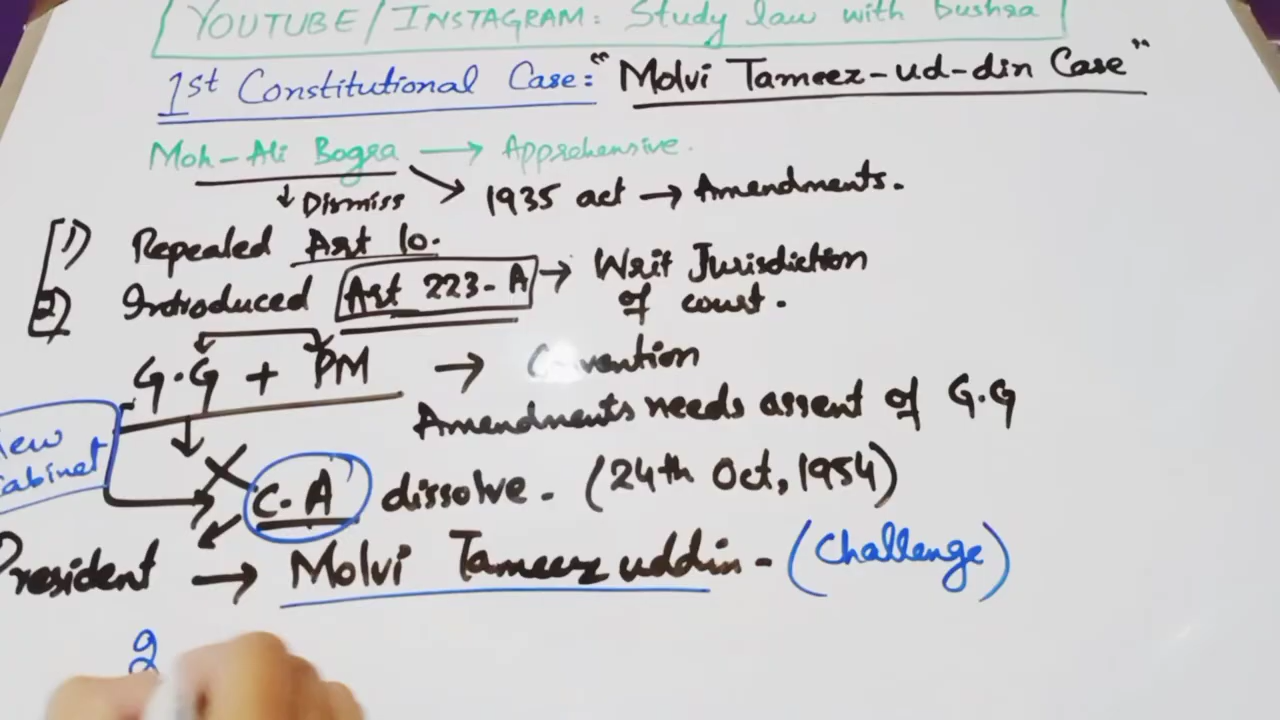 YOUTUBE/INSTAGRAM: Study law with bushra
1st Constitutional Case: "Molvi Tameez-ud-din Case"
Moh-Ali Bogra → Apprehensive.
↓ Dismiss → 1935 act → Amendments.
1) Repealed Art 10.
2) Introduced Art 223-A → Writ Jurisdiction
of court.
G.G + PM →
Amendments needs assent of G.G
New
Cabinet
C.A dissolve. (24th Oct, 1954)
President → Molvi Tameez uddin - (Challenge)
2